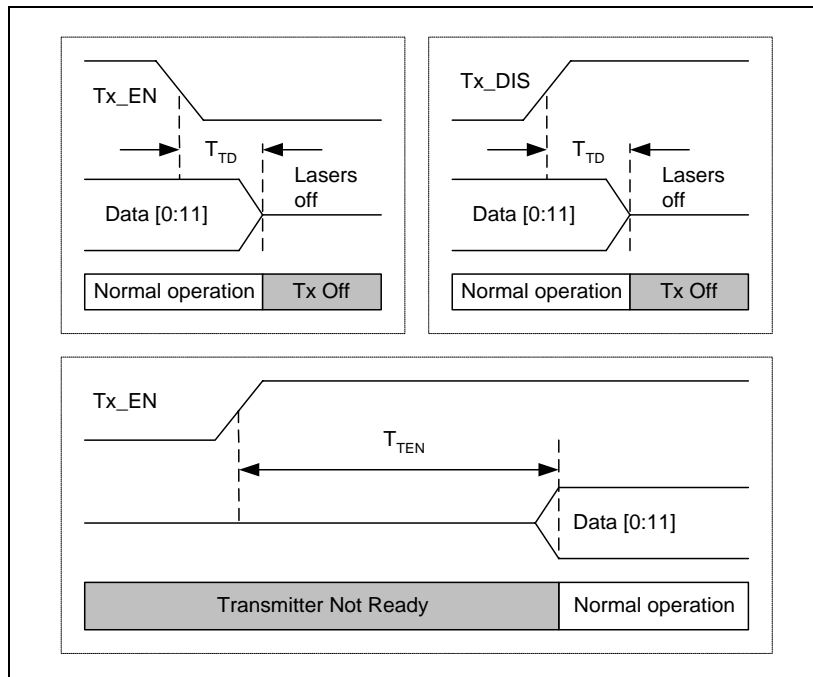 Tx_EN
T_TD
Lasers
off
Data [0:11]
Normal operation
Tx Off
Tx_DIS
T_TD
Lasers
off
Data [0:11]
Normal operation
Tx Off
Tx_EN
T_TEN
Data [0:11]
Transmitter Not Ready
Normal operation